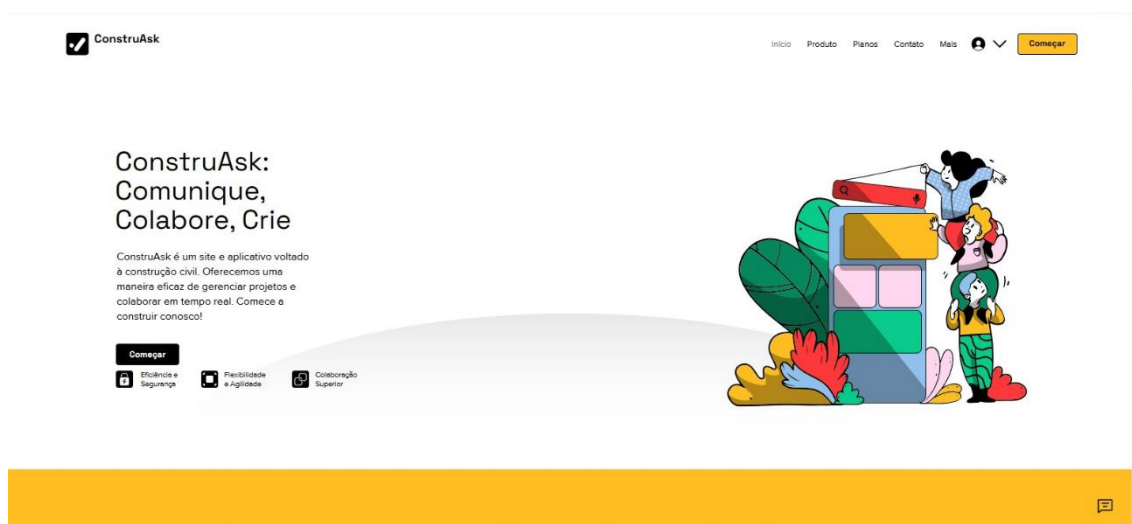 ConstruAsk
Início Produto Planos Contato Mais
Começar
ConstruAsk:
Comunique,
Colabore, Crie
ConstruAsk é um site e aplicativo voltado
à construção civil. Oferecemos uma
maneira eficaz de gerenciar projetos e
colaborar em tempo real. Comece a
construir conosco!
Começar
Eficiência e
Segurança
Flexibilidade
e Agilidade
Colaboração
Superior